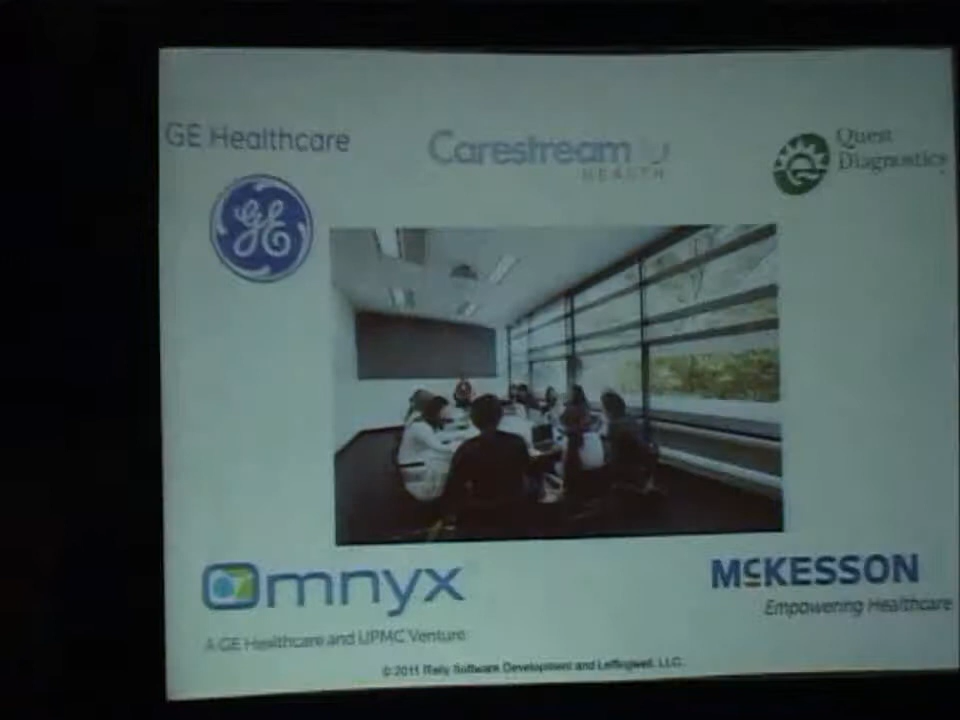 GE Healthcare
Carestream
HEALTH
Quest
Diagnostics
GE
Omnyx
A GE Healthcare and UPMC Venture
MCKESSON
Empowering Healthcare
© 2011 Rally Software Development and Leffingwell, LLC.